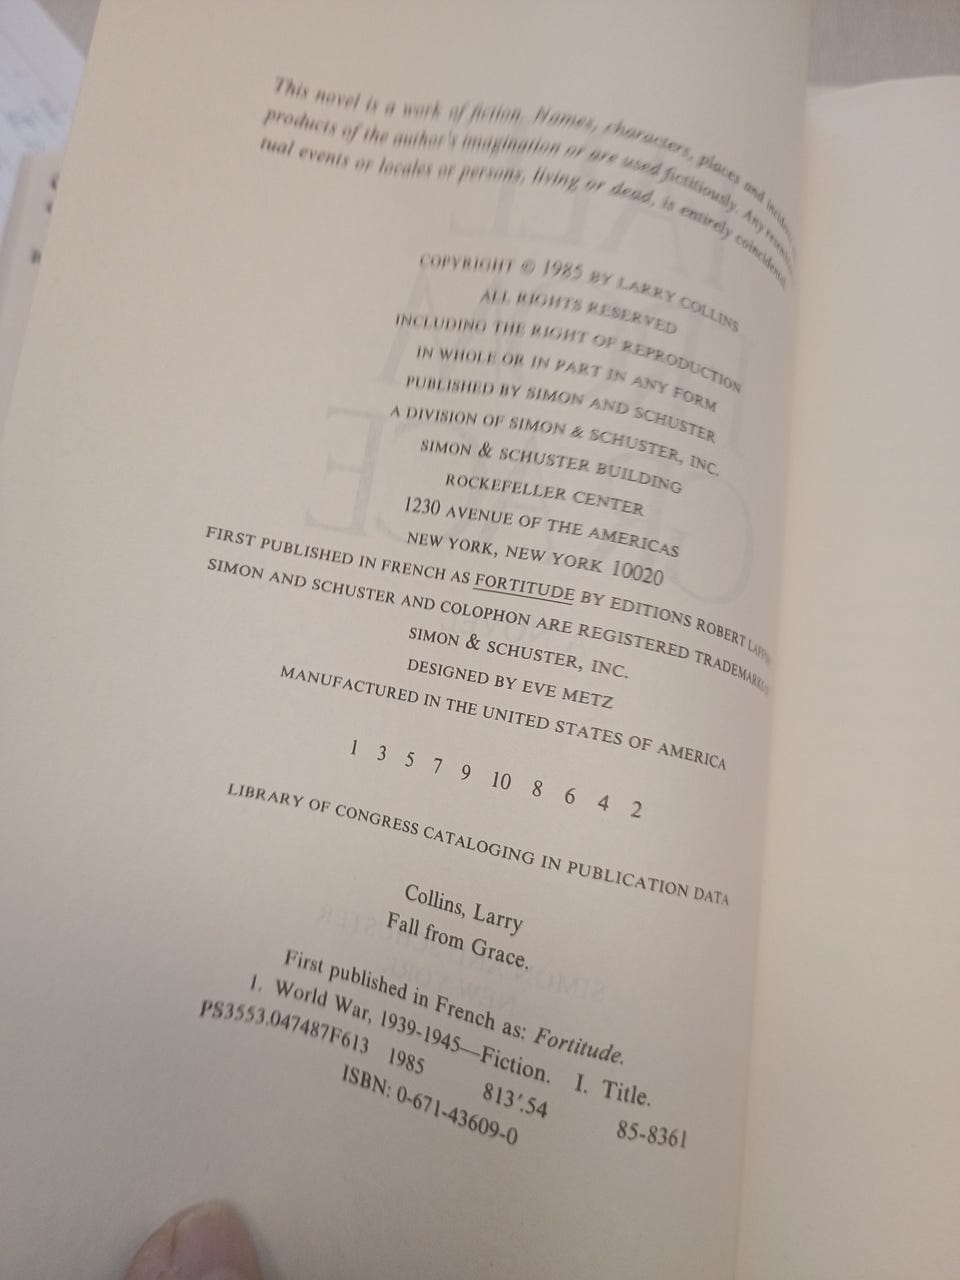 This novel is a work of fiction. Names, characters, places and
products of the author's imagination or are used fictitiously. Any
tual events or locales or persons, living or dead, is entirely coincidental.
COPYRIGHT © 1985 BY LARRY COLLINS
ALL RIGHTS RESERVED
INCLUDING THE RIGHT OF REPRODUCTION
IN WHOLE OR IN PART IN ANY FORM
PUBLISHED BY SIMON AND SCHUSTER
A DIVISION OF SIMON & SCHUSTER, INC.
SIMON & SCHUSTER BUILDING
ROCKEFELLER CENTER
1230 AVENUE OF THE AMERICAS
NEW YORK, NEW YORK 10020
FIRST PUBLISHED IN FRENCH AS FORTITUDE BY EDITIONS ROBERT
SIMON AND SCHUSTER AND COLOPHON ARE REGISTERED TRADEMARKS
SIMON & SCHUSTER, INC.
DESIGNED BY EVE METZ
MANUFACTURED IN THE UNITED STATES OF AMERICA
1 3 5 7 9 10 8 6 4 2
LIBRARY OF CONGRESS CATALOGING IN PUBLICATION DATA
Collins, Larry
Fall from Grace.
First published in French as: Fortitude.
1. World War, 1939-1945—Fiction. I. Title.
PS3553.O47487F613 1985 813'.54 85-8361
ISBN: 0-671-43609-0